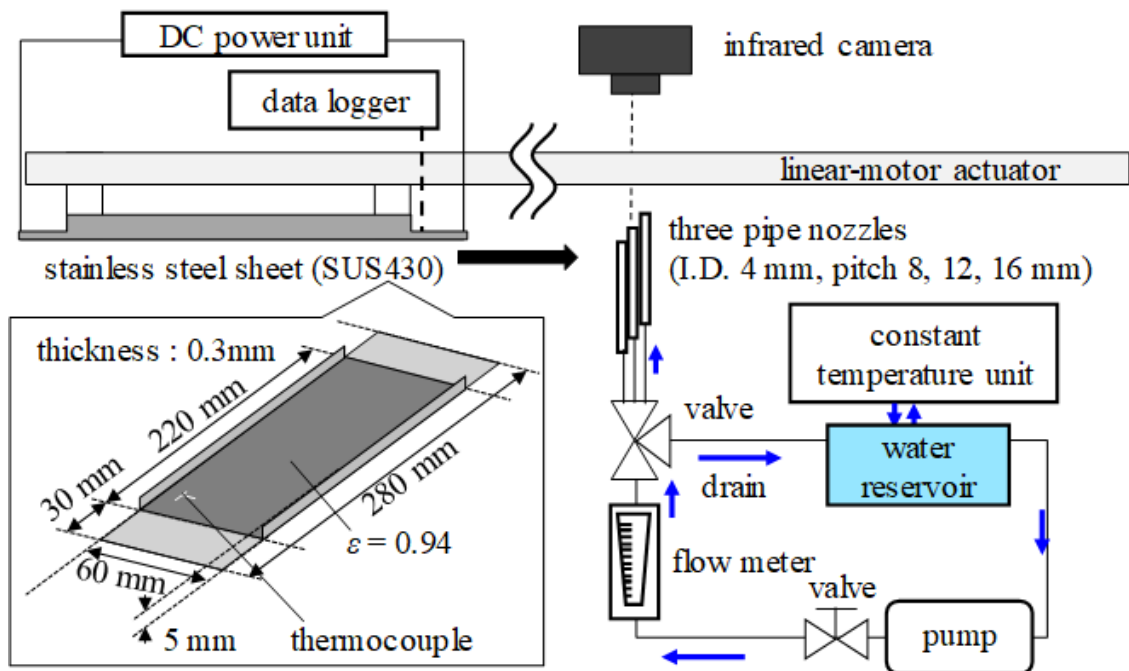 DC power unit
data logger
infrared camera
linear-motor actuator
three pipe nozzles
(I.D. 4 mm, pitch 8, 12, 16 mm)
stainless steel sheet (SUS430)
thickness : 0.3mm
220 mm
30 mm
280 mm
60 mm
5 mm
ε = 0.94
thermocouple
constant
temperature unit
valve
drain
water
reservoir
flow meter
valve
pump